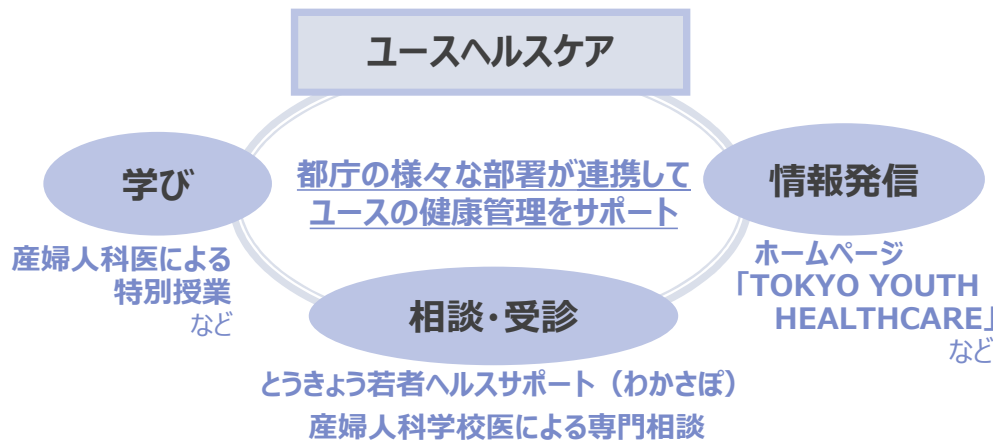 ユースヘルスケア
学び
都庁の様々な部署が連携して
ユースの健康管理をサポート
情報発信
産婦人科医による
特別授業
など
ホームページ
「TOKYO YOUTH
HEALTHCARE」
など
相談・受診
とうきょう若者ヘルスサポート（わかさぽ）
産婦人科学校医による専門相談